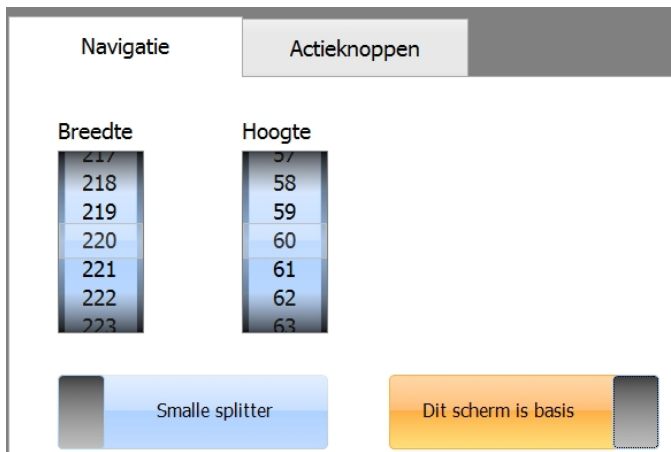 Navigatie Actieknoppen
Breedte Hoogte
217 57
218 58
219 59
220 60
221 61
222 62
223 63
Smalle splitter Dit scherm is basis